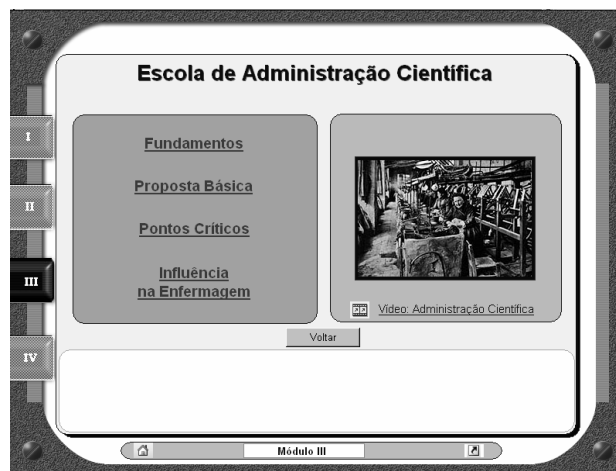 Escola de Administração Científica
I
II
III
IV
Fundamentos
Proposta Básica
Pontos Críticos
Influência
na Enfermagem
Vídeo: Administração Científica
Voltar
Módulo III